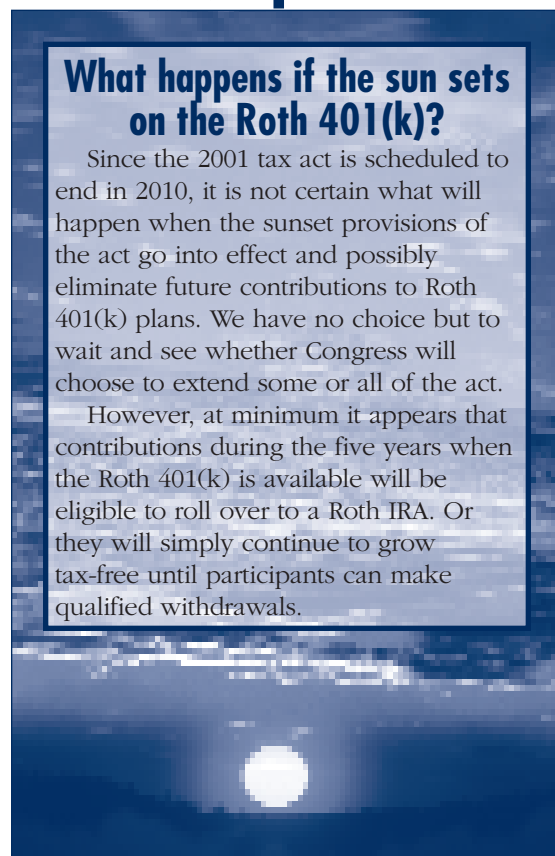 What happens if the sun sets
on the Roth 401(k)?
Since the 2001 tax act is scheduled to
end in 2010, it is not certain what will
happen when the sunset provisions of
the act go into effect and possibly
eliminate future contributions to Roth
401(k) plans. We have no choice but to
wait and see whether Congress will
choose to extend some or all of the act.
However, at minimum it appears that
contributions during the five years when
the Roth 401(k) is available will be
eligible to roll over to a Roth IRA. Or
they will simply continue to grow
tax-free until participants can make
qualified withdrawals.